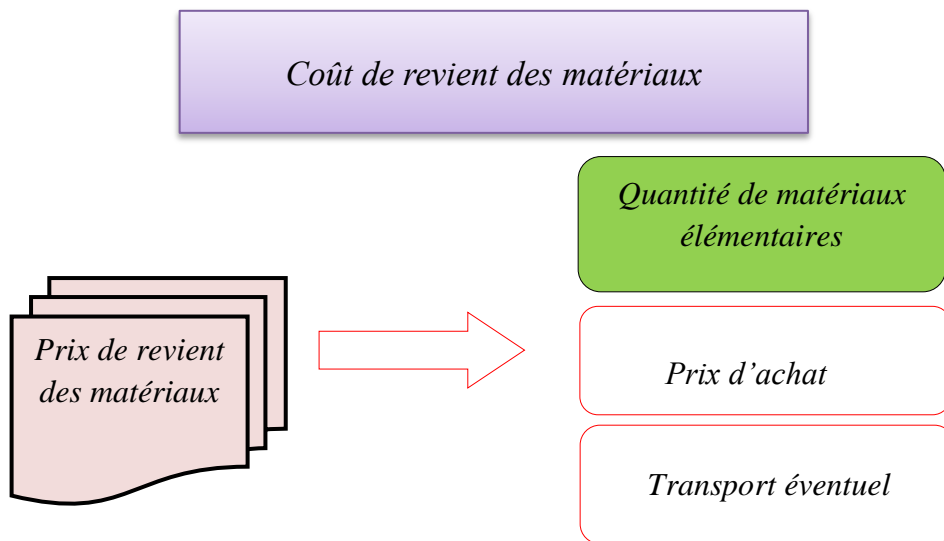 Coût de revient des matériaux
Quantité de matériaux
élémentaires
Prix de revient
des matériaux
Prix d’achat
Transport éventuel